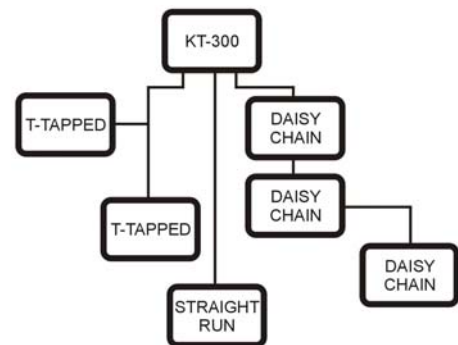 KT-300
T-TAPPED
DAISY
CHAIN
DAISY
CHAIN
T-TAPPED
DAISY
CHAIN
STRAIGHT
RUN